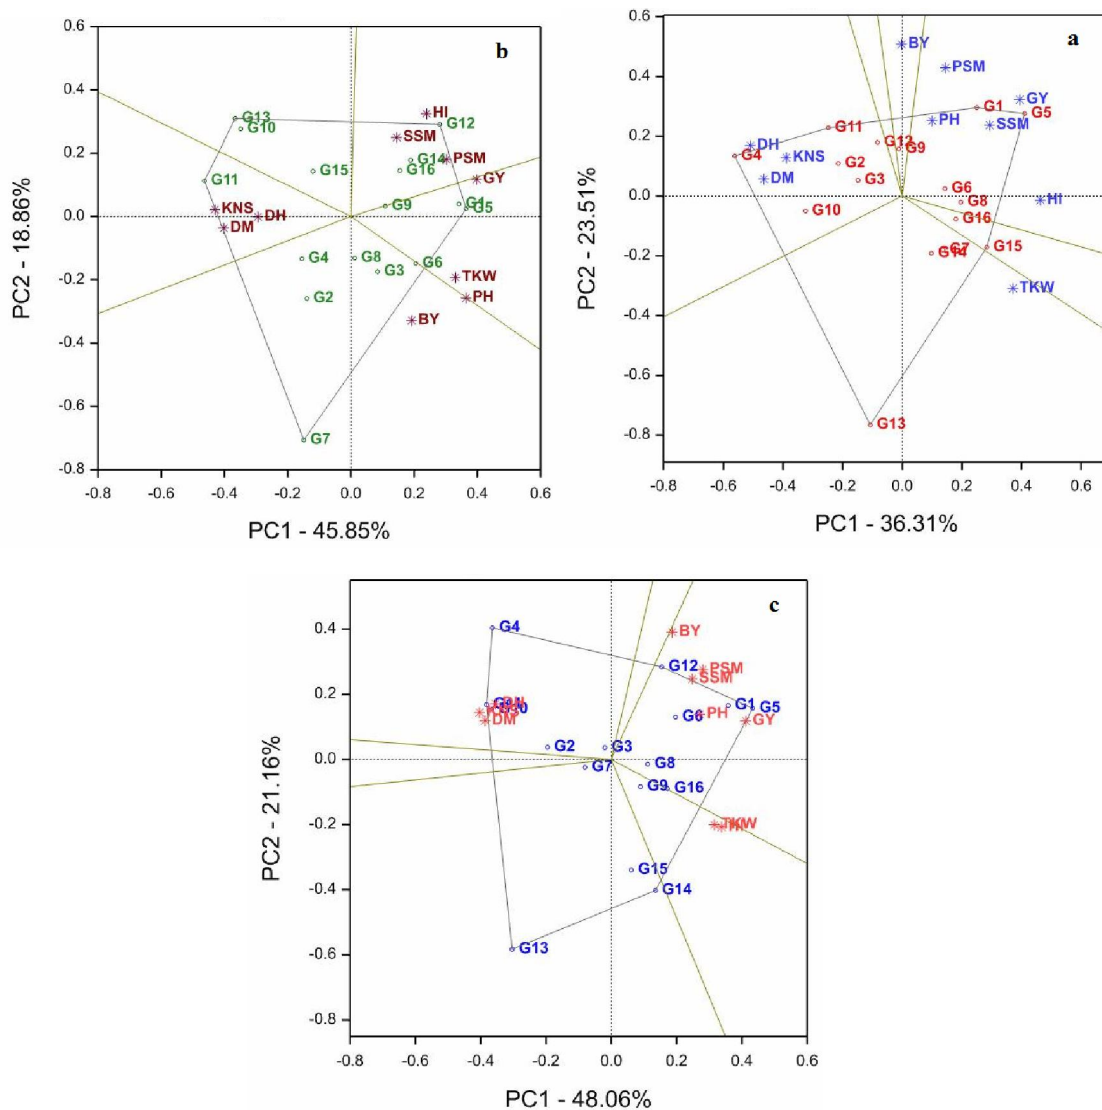 b
0.6
0.4
0.2
0.0
-0.2
-0.4
-0.6
-0.8
PC2 - 18.86%
HI
G13
G12
G10
SSM
G14
PSM
G15
G16
GY
G11
KNS
G9
G4
G5
DH
DM
G4
G8
G3
G6
TKW
G2
PH
BY
G7
-0.8 -0.6 -0.4 -0.2 0.0 0.2 0.4 0.6
PC1 - 45.85%
a
0.6
0.4
0.2
0.0
-0.2
-0.4
-0.6
-0.8
PC2 - 23.51%
BY
PSM
GY
G1
G5
PH
SSM
G11
DH
G12
G9
G4
KNS
G2
DM
G3
G6
G10
G8
HI
G16
G7
G14
G15
TKW
G13
-0.8 -0.6 -0.4 -0.2 0.0 0.2 0.4 0.6
PC1 - 36.31%
c
0.4
0.2
0.0
-0.2
-0.4
-0.6
-0.8
PC2 - 21.16%
G4
BY
G12
PSM
SSM
DH
G1
G5
PH
G6
GY
DM
G2
G3
G7
G8
G9
G16
TKW
G15
G14
G13
-0.8 -0.6 -0.4 -0.2 0.0 0.2 0.4 0.6
PC1 - 48.06%